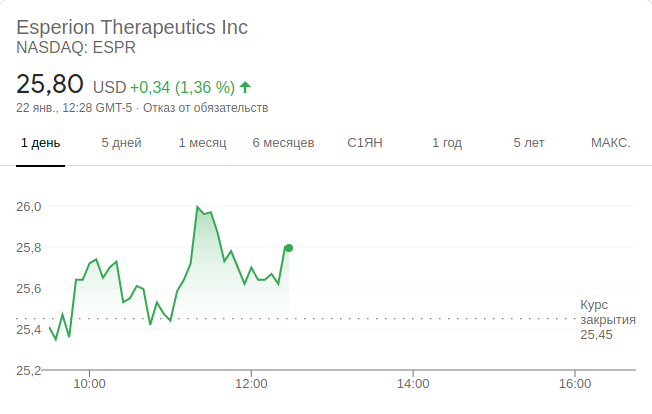 Esperion Therapeutics Inc
NASDAQ: ESPR
25,80 USD +0,34 (1,36 %)
22 янв., 12:28 GMT-5 · Отказ от обязательств
1 день 5 дней 1 месяц 6 месяцев С1ЯН 1 год 5 лет МАКС.
26,0
25,8
25,6
Курс
закрытия
25,45
25,4
25,2
10:00 12:00 14:00 16:00